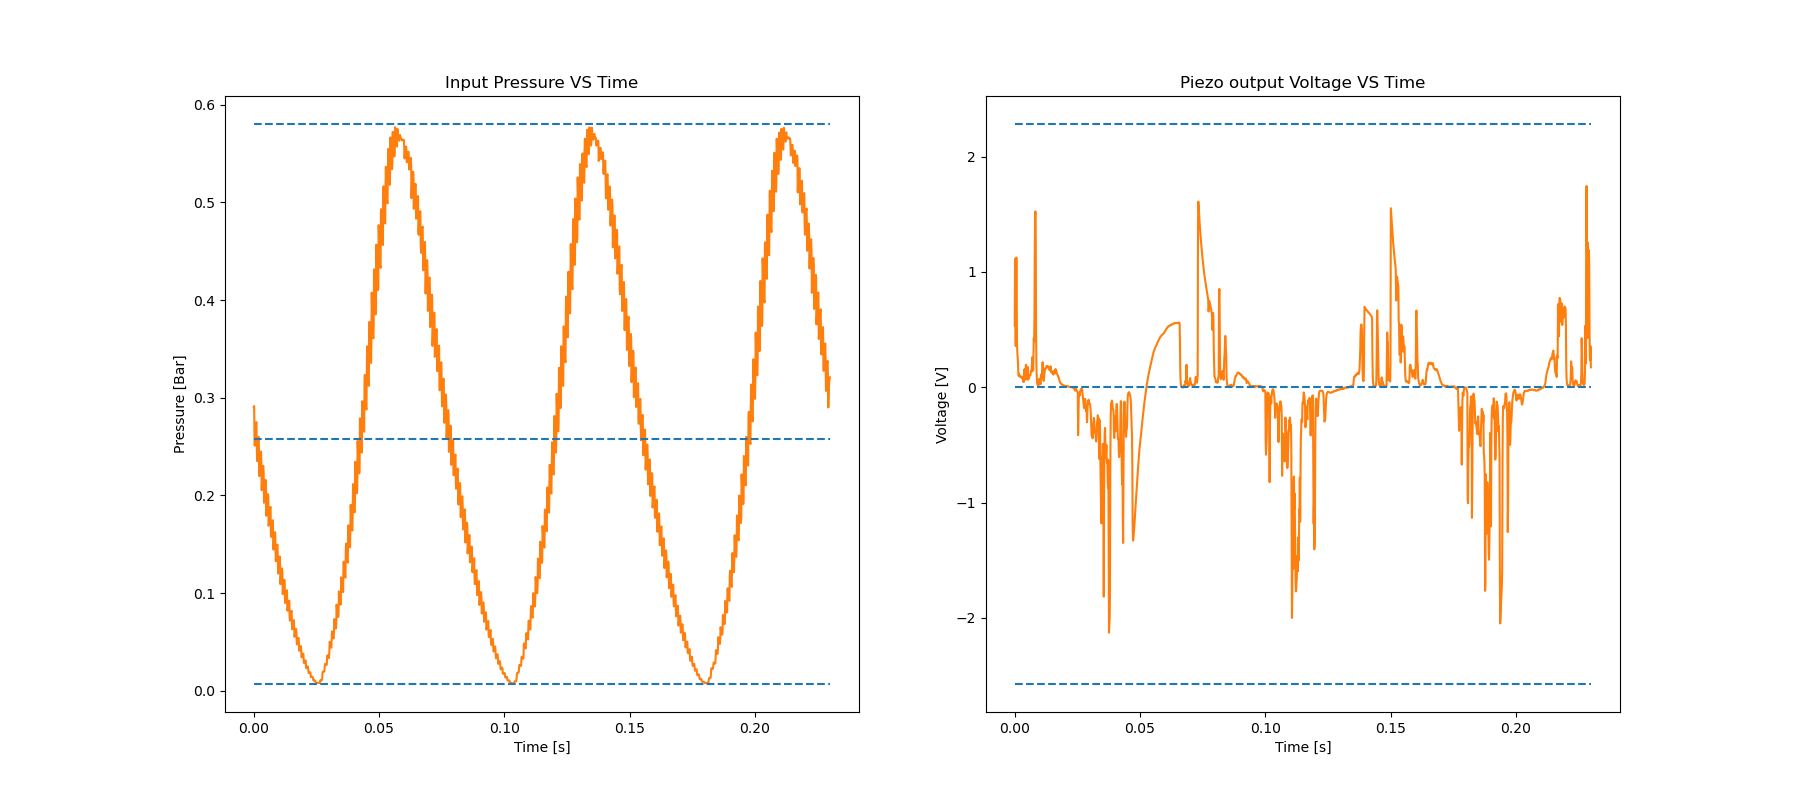 Input Pressure VS Time
0.6
0.5
0.4
0.3
0.2
0.1
0.0
Pressure [Bar]
0.00 0.05 0.10 0.15 0.20
Time [s]
Piezo output Voltage VS Time
2
1
0
−1
−2
Voltage [V]
0.00 0.05 0.10 0.15 0.20
Time [s]